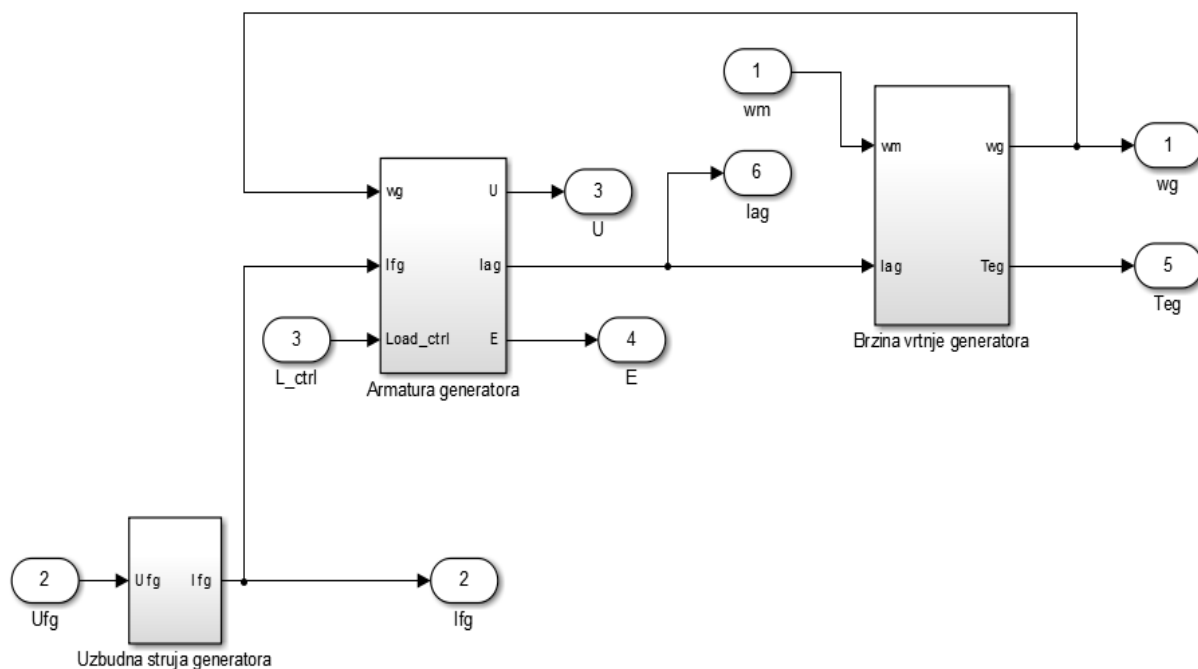 1
wm
wm
wg
1
wg
6
Iag
wg
U
3
U
Ifg
Iag
Iag
Teg
5
Teg
3
L_ctrl
Load_ctrl
E
4
E
Armatura generatora
Brzina vrtnje generatora
2
Ufg
Ufg
Ifg
2
Ifg
Uzbudna struja generatora